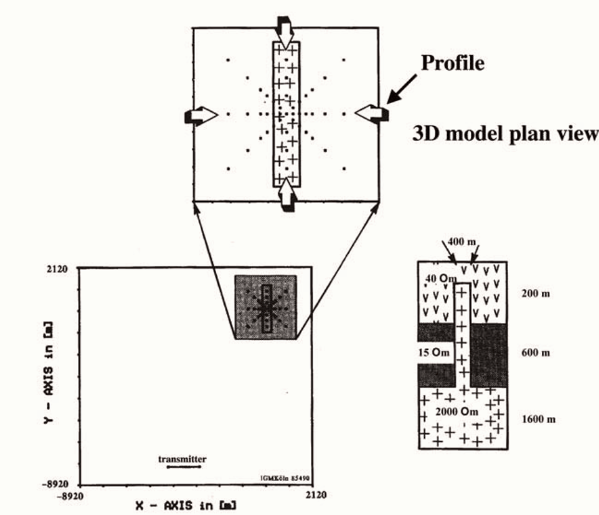 Profile
3D model plan view
400 m
2120
40 Om
200 m
15 Om
600 m
Y - AXIS in [m]
2000 Om
1600 m
transmitter
IGMKöln 85490
-8920
-8920
2120
X - AXIS in [m]